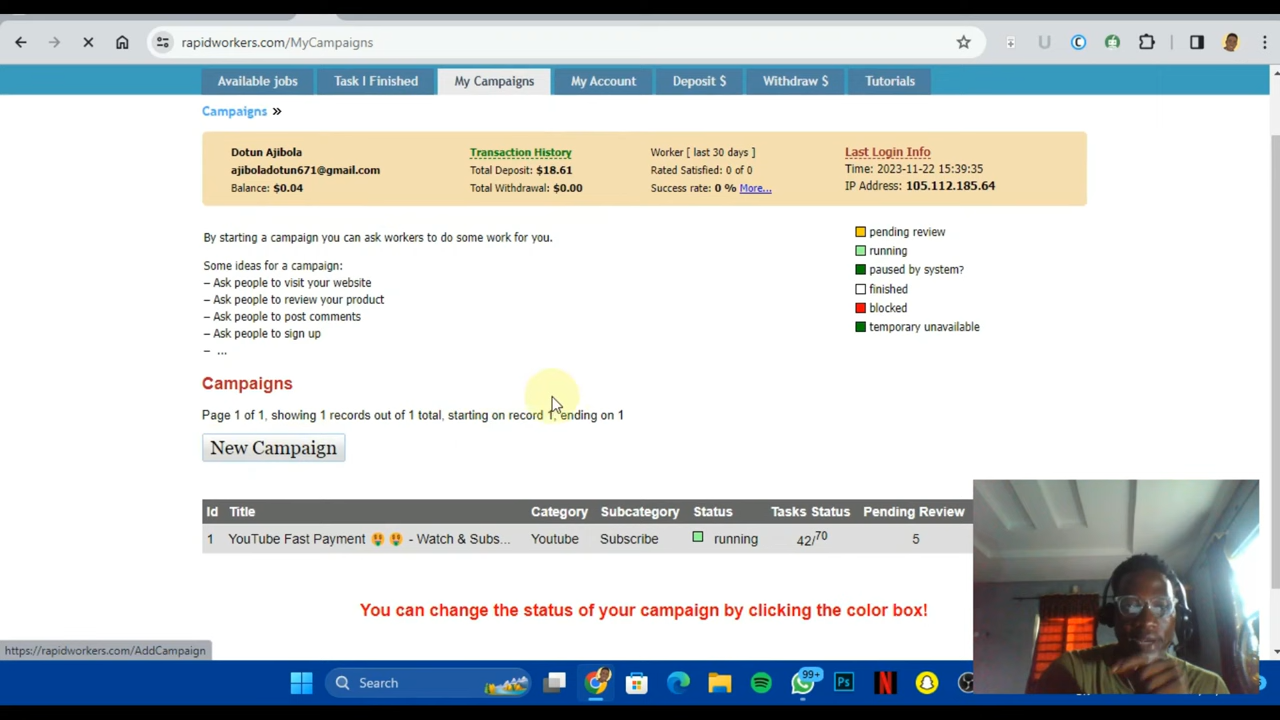 rapidworkers.com/MyCampaigns
Available jobs Task I Finished My Campaigns My Account Deposit $ Withdraw $ Tutorials
Campaigns »
Dotun Ajibola
ajiboladotun671@gmail.com
Balance: $0.04
Transaction History
Total Deposit: $18.61
Total Withdrawal: $0.00
Worker [ last 30 days ]
Rated Satisfied: 0 of 0
Success rate: 0 % More...
Last Login Info
Time: 2023-11-22 15:39:35
IP Address: 105.112.185.64
By starting a campaign you can ask workers to do some work for you.
Some ideas for a campaign:
– Ask people to visit your website
– Ask people to review your product
– Ask people to post comments
– Ask people to sign up
– ...
pending review
running
paused by system?
finished
blocked
temporary unavailable
Campaigns
Page 1 of 1, showing 1 records out of 1 total, starting on record 1, ending on 1
New Campaign
Id Title Category Subcategory Status Tasks Status Pending Review
1 YouTube Fast Payment 🤑 🤑 - Watch & Subs... Youtube Subscribe running 42/70 5
You can change the status of your campaign by clicking the color box!
https://rapidworkers.com/AddCampaign
Search
99+
Ps
N